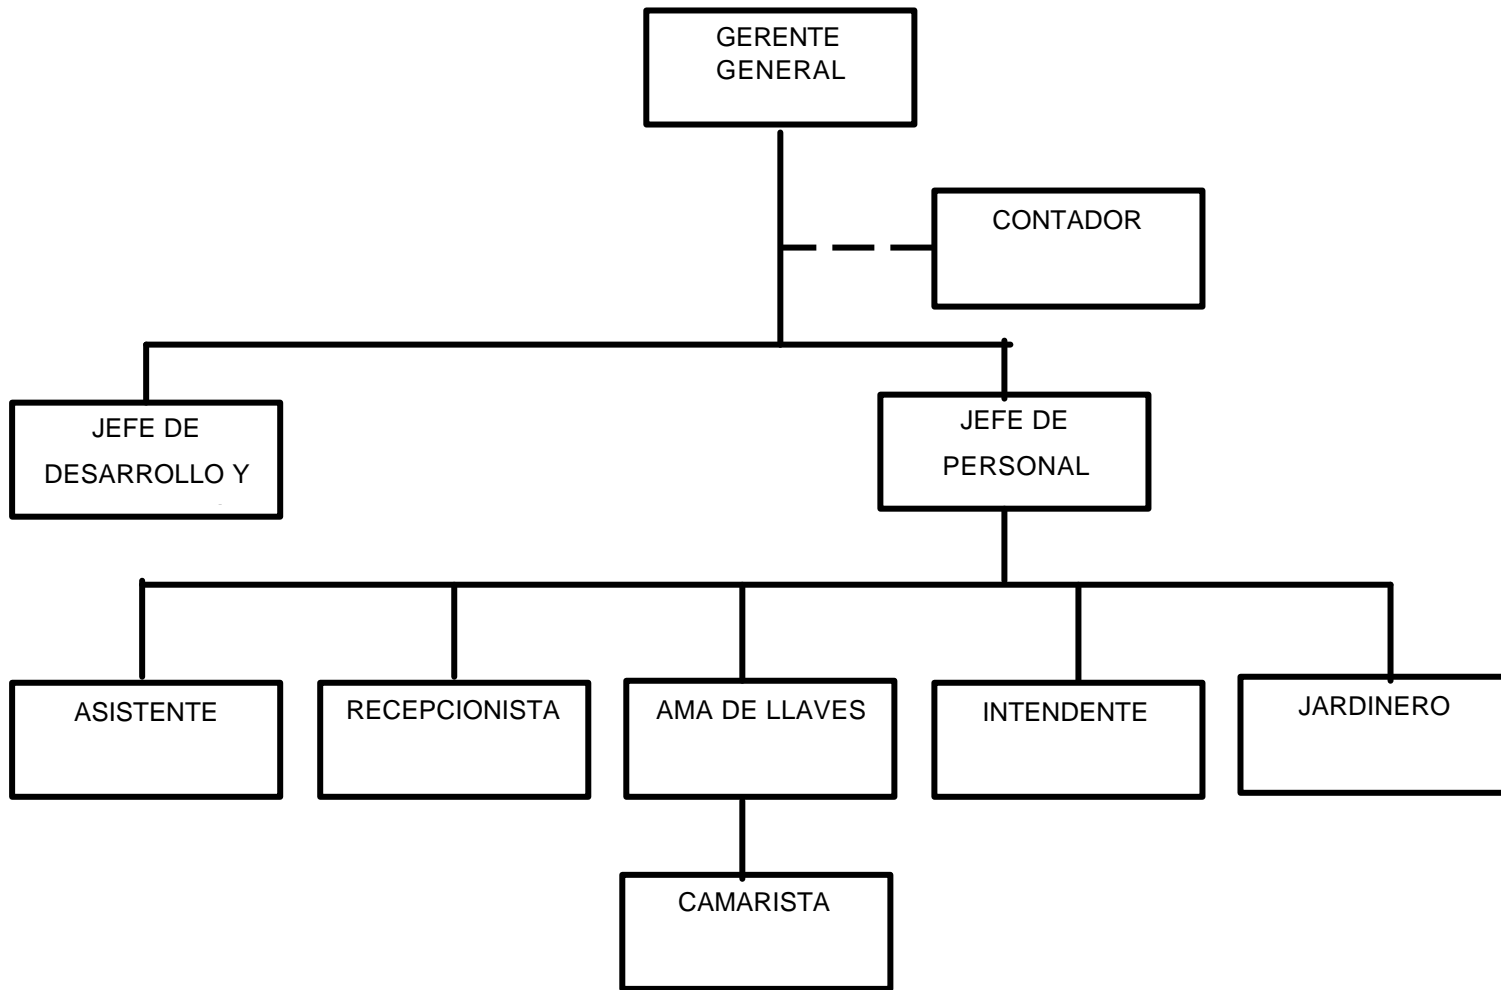 GERENTE
GENERAL
CONTADOR
JEFE DE
DESARROLLO Y
JEFE DE
PERSONAL
ASISTENTE
RECEPCIONISTA
AMA DE LLAVES
INTENDENTE
JARDINERO
CAMARISTA